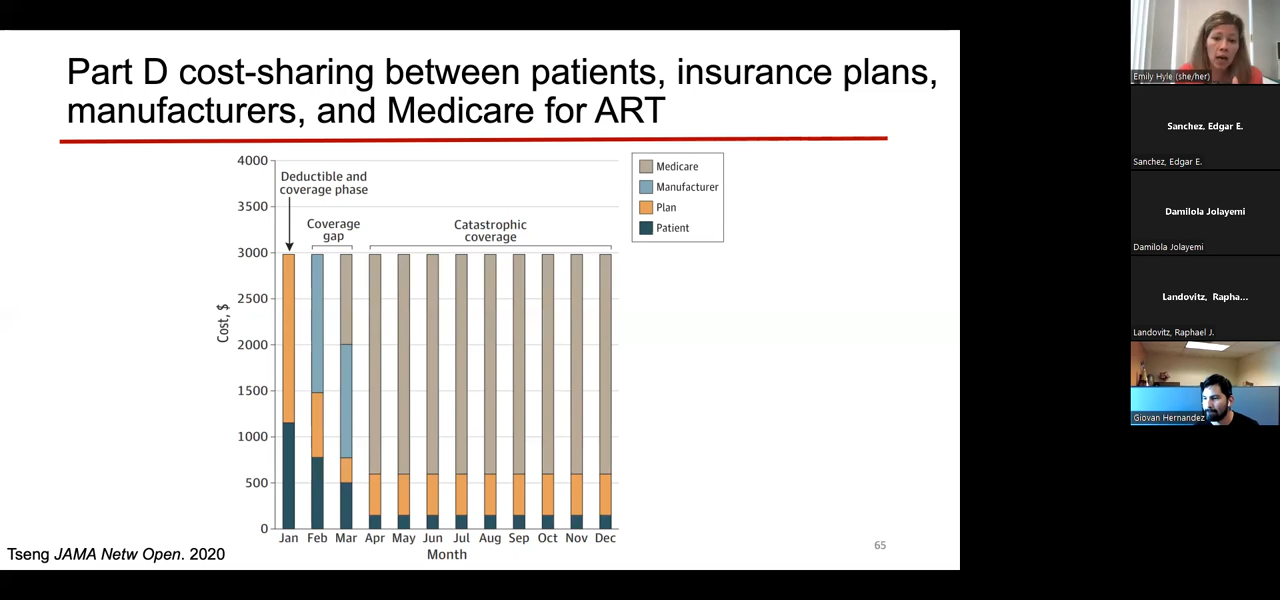 Part D cost-sharing between patients, insurance plans,
manufacturers, and Medicare for ART
4000
3500
3000
2500
2000
1500
1000
500
0
Cost, $
Deductible and
coverage phase
Coverage
gap
Catastrophic
coverage
Medicare
Manufacturer
Plan
Patient
Jan Feb Mar Apr May Jun Jul Aug Sep Oct Nov Dec
Month
Tseng JAMA Netw Open. 2020
65
Emily Hyle (she/her)
Sanchez, Edgar E.
Sanchez, Edgar E.
Damilola Jolayemi
Damilola Jolayemi
Landovitz, Rapha...
Landovitz, Raphael J.
Giovan Hernandez